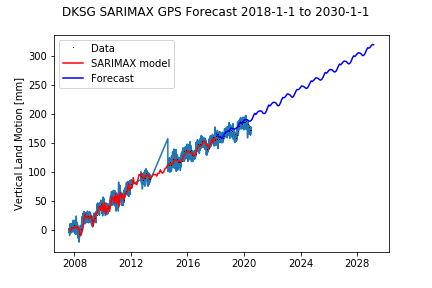 DKSG SARIMAX GPS Forecast 2018-1-1 to 2030-1-1
Data
SARIMAX model
Forecast
Vertical Land Motion [mm]
300
250
200
150
100
50
0
2008 2012 2016 2020 2024 2028